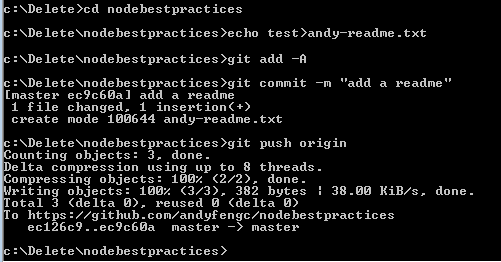 c:\Delete>cd nodebestpractices
c:\Delete\nodebestpractices>echo test>andy-readme.txt
c:\Delete\nodebestpractices>git add -A
c:\Delete\nodebestpractices>git commit -m "add a readme"
[master ec9c60a] add a readme
 1 file changed, 1 insertion(+)
 create mode 100644 andy-readme.txt
c:\Delete\nodebestpractices>git push origin
Counting objects: 3, done.
Delta compression using up to 8 threads.
Compressing objects: 100% (2/2), done.
Writing objects: 100% (3/3), 382 bytes | 38.00 KiB/s, done.
Total 3 (delta 0), reused 0 (delta 0)
To https://github.com/andyfengc/nodebestpractices
   ec126c9..ec9c60a  master -> master
c:\Delete\nodebestpractices>